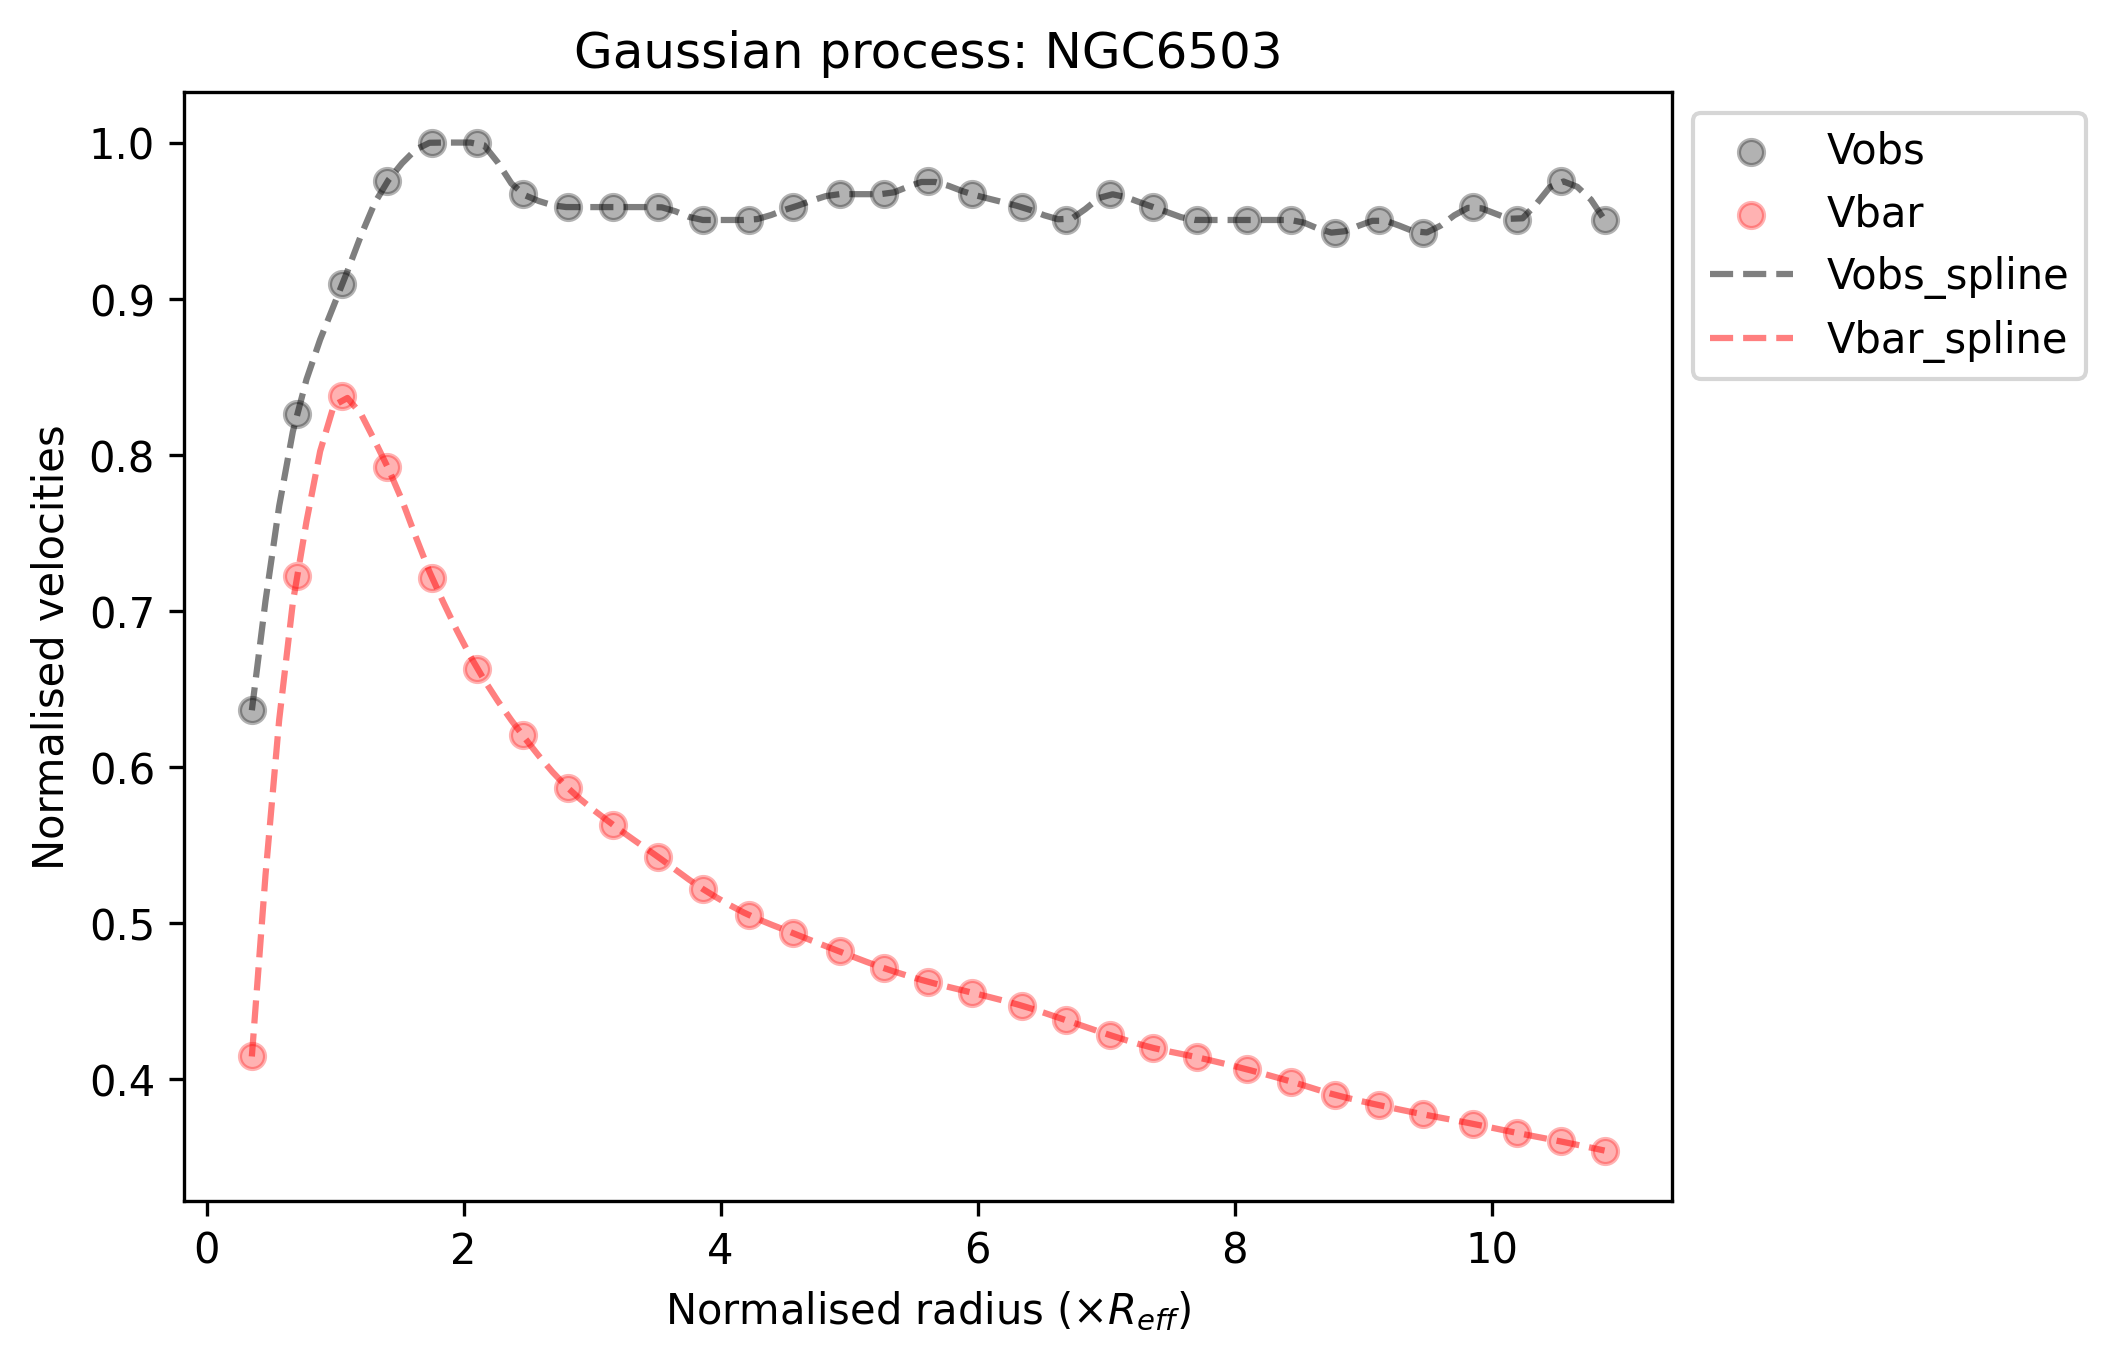 Gaussian process: NGC6503
1.0
0.9
0.8
0.7
0.6
0.5
0.4
Normalised velocities
0
2
4
6
8
10
Normalised radius (×R_eff)
Vobs
Vbar
Vobs_spline
Vbar_spline